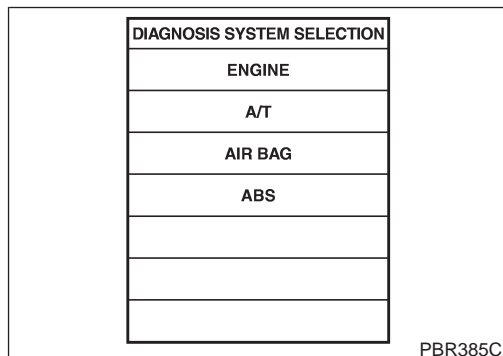 DIAGNOSIS SYSTEM SELECTION
ENGINE
A/T
AIR BAG
ABS
PBR385C